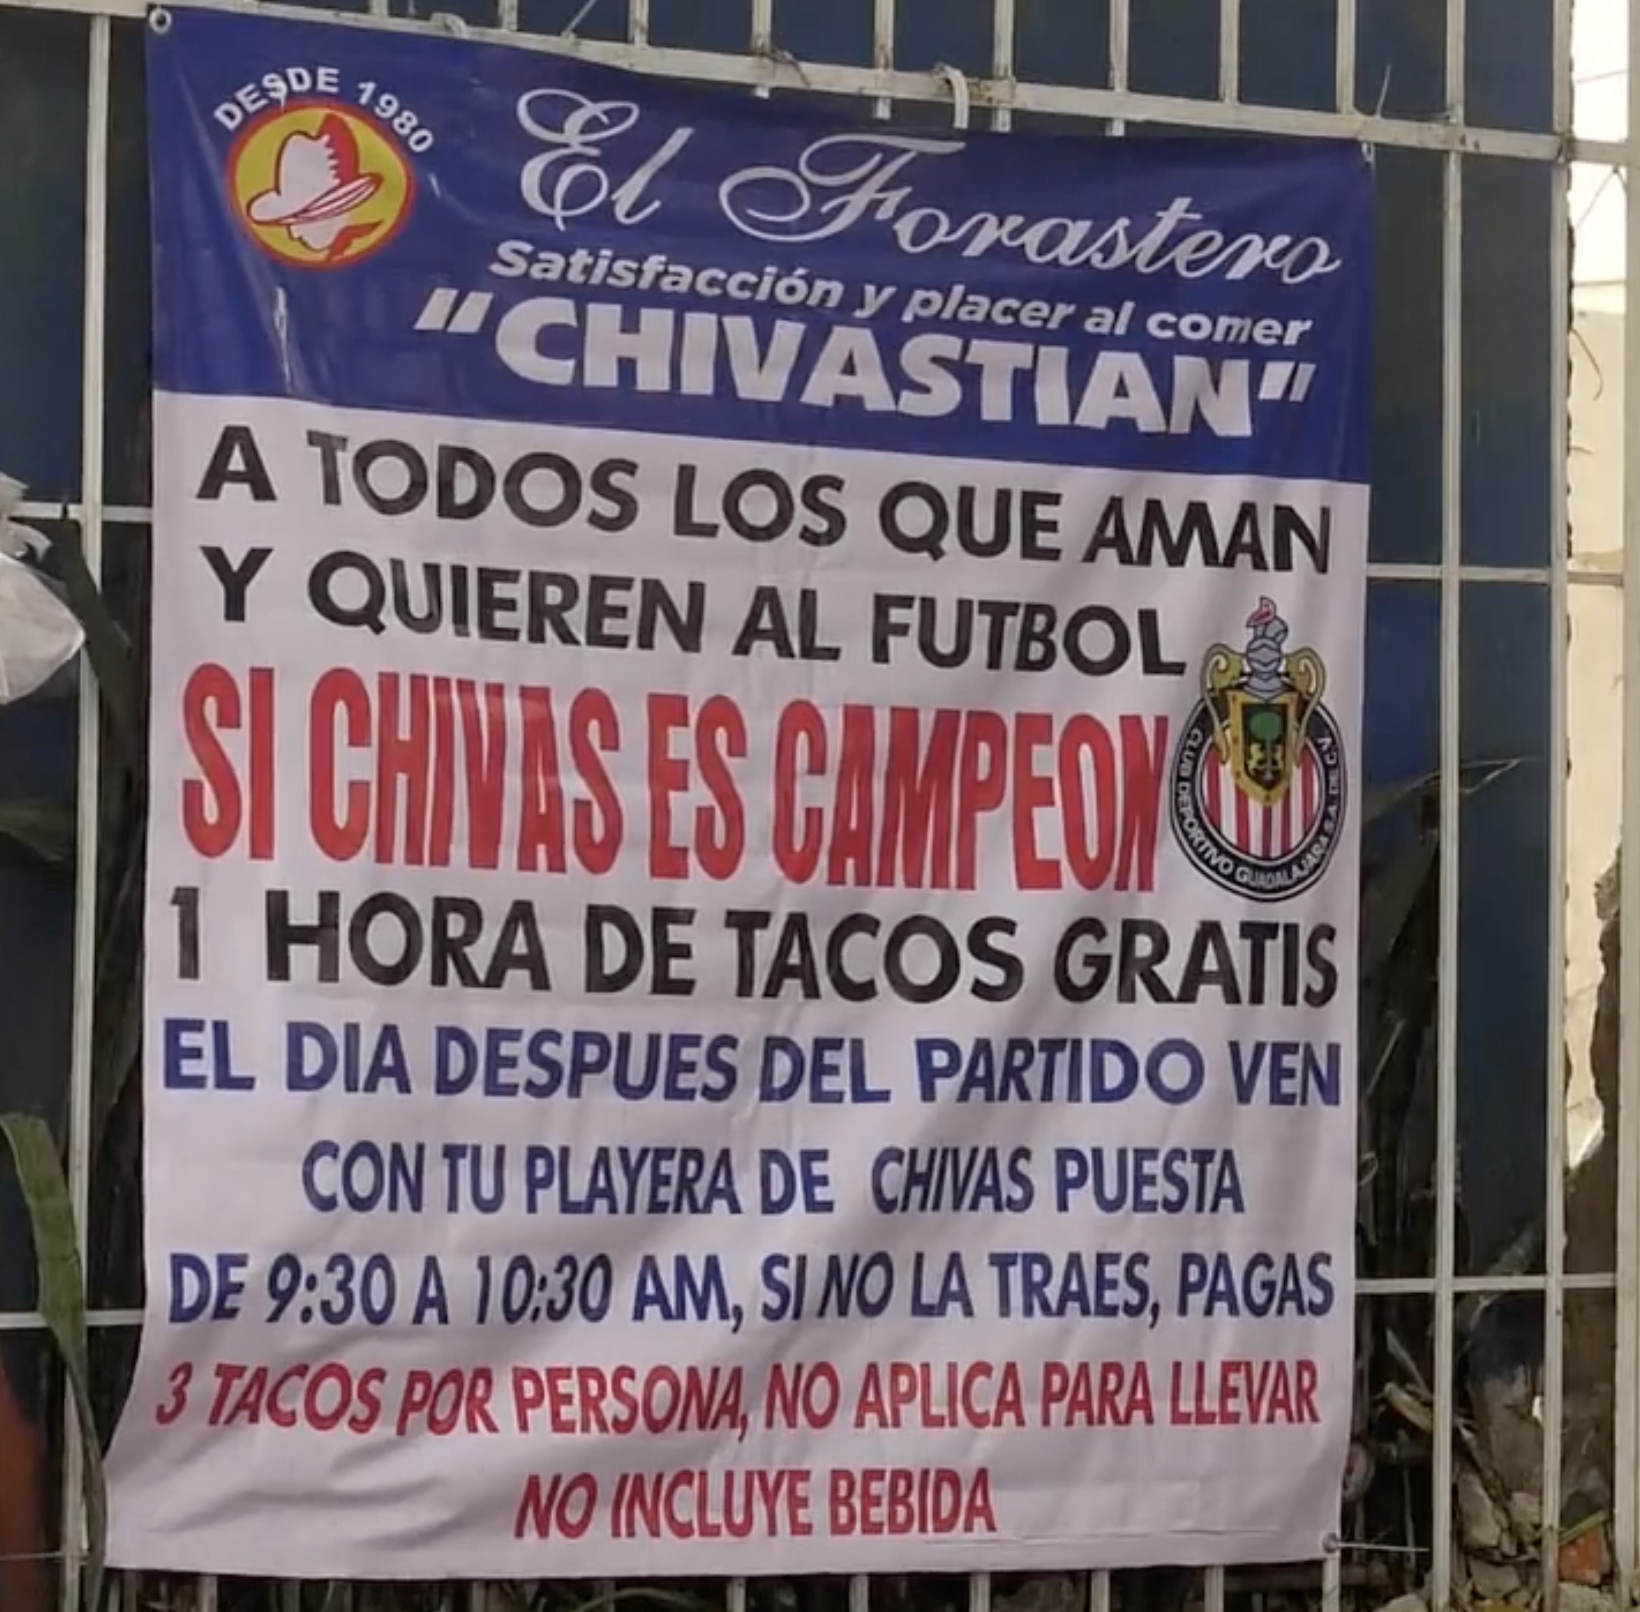 DESDE 1980
El Forastero
Satisfacción y placer al comer
"CHIVASTIAN"
A TODOS LOS QUE AMAN
Y QUIEREN AL FUTBOL
SI CHIVAS ES CAMPEON
CLUB DEPORTIVO GUADALAJARA S.A. DE C.V.
1 HORA DE TACOS GRATIS
EL DIA DESPUES DEL PARTIDO VEN
CON TU PLAYERA DE CHIVAS PUESTA
DE 9:30 A 10:30 AM, SI NO LA TRAES, PAGAS
3 TACOS POR PERSONA, NO APLICA PARA LLEVAR
NO INCLUYE BEBIDA